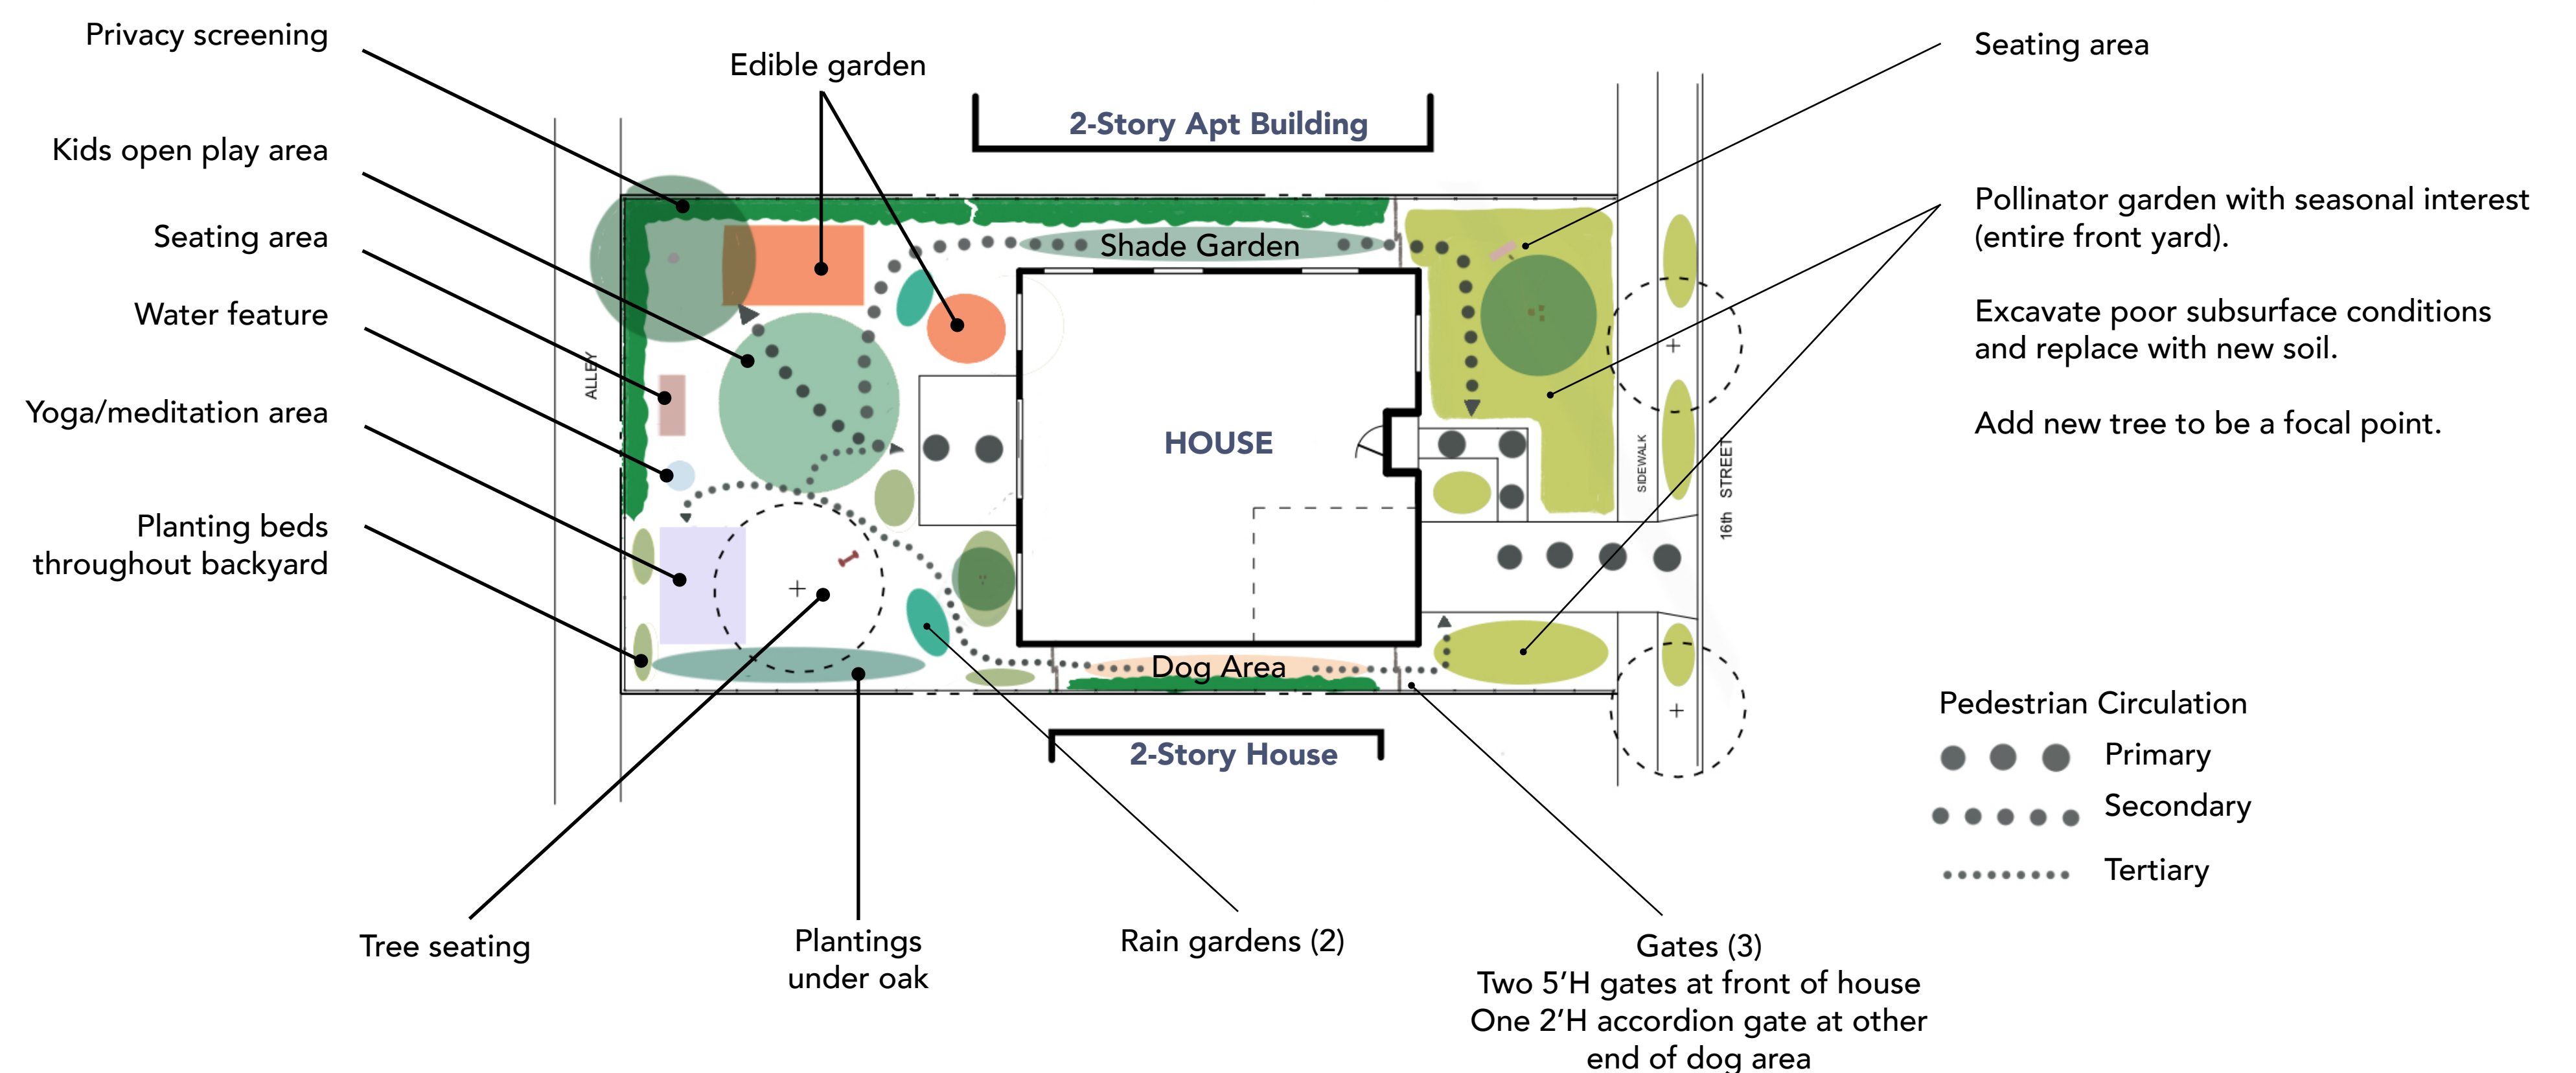 Privacy screening
Kids open play area
Seating area
Water feature
Yoga/meditation area
Planting beds
throughout backyard
Edible garden
2-Story Apt Building
Shade Garden
HOUSE
Dog Area
2-Story House
ALLEY
SIDEWALK
16th STREET
Seating area
Pollinator garden with seasonal interest
(entire front yard).
Excavate poor subsurface conditions
and replace with new soil.
Add new tree to be a focal point.
Pedestrian Circulation
Primary
Secondary
Tertiary
Tree seating
Plantings
under oak
Rain gardens (2)
Gates (3)
Two 5’H gates at front of house
One 2’H accordion gate at other
end of dog area